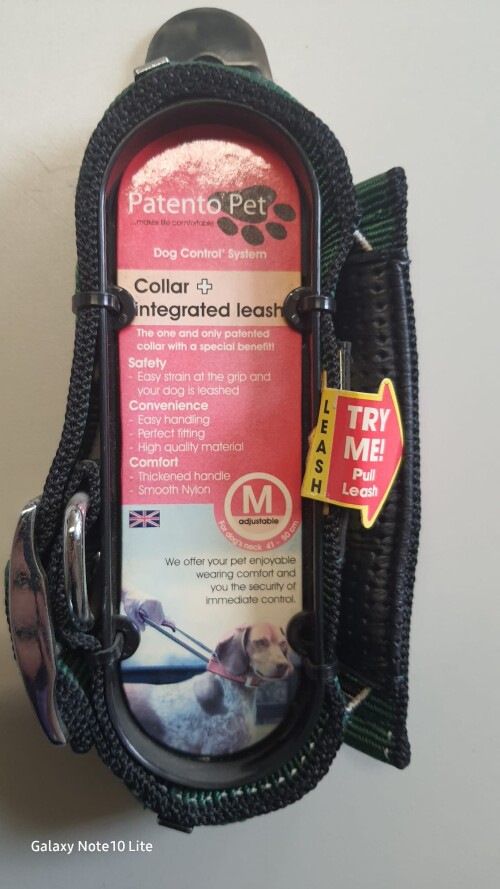 Patento Pet
...makes life comfortable
Dog Control® System
Collar +
integrated leash
The one and only patented
collar with a special benefit!
Safety
- Easy strain at the grip and
your dog is leashed
Convenience
- Easy handling
- Perfect fitting
- High quality material
Comfort
- Thickened handle
- Smooth Nylon
M
adjustable
For dog's neck 41 - 50 cm
We offer your pet enjoyable
wearing comfort and
you the security of
immediate control.
LEASH
TRY
ME!
Pull
Leash
Galaxy Note10 Lite